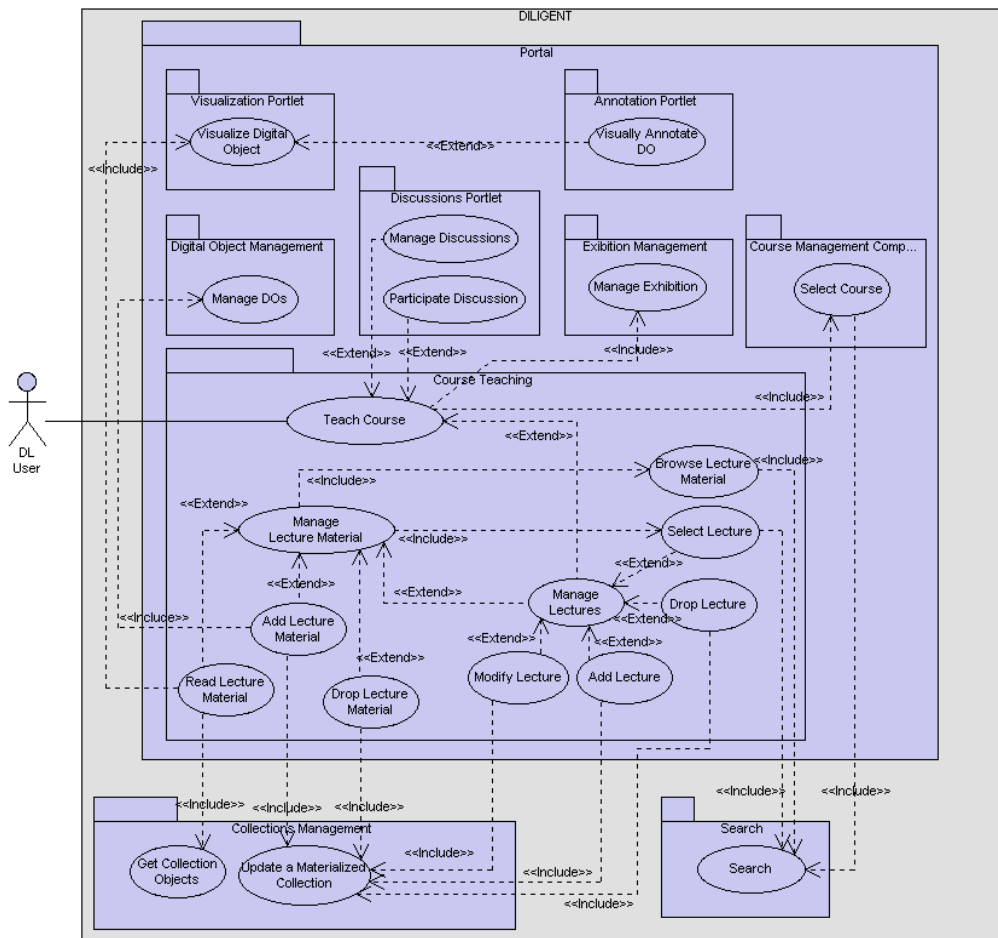 DILIGENT
Portal
Visualization Portlet
Annotation Portlet
Visualize Digital
Object
Visually Annotate
DO
<<Extend>>
<<Include>>
Discussions Portlet
Manage Discussions
Participate Discussion
Digital Object Management
Manage DOs
Exibition Management
Manage Exhibition
Course Management Comp...
Select Course
<<Extend>>
<<Extend>>
<<Include>>
Course Teaching
Teach Course
<<Include>>
DL
User
<<Extend>>
Browse Lecture
Material
<<Include>>
<<Include>>
<<Extend>>
Manage
Lecture Material
<<Include>>
Select Lecture
<<Extend>>
<<Extend>>
<<Extend>>
Manage
Lectures
Drop Lecture
<<Extend>>
<<Include>>
Add Lecture
Material
<<Extend>>
<<Extend>>
<<Extend>>
Read Lecture
Material
Drop Lecture
Material
Modify Lecture
Add Lecture
<<Include>>
<<Include>>
<<Include>>
<<Include>>
<<Include>>
Collections Management
Search
Get Collection
Objects
Update a Materialized
Collection
<<Include>>
<<Include>>
<<Include>>
Search